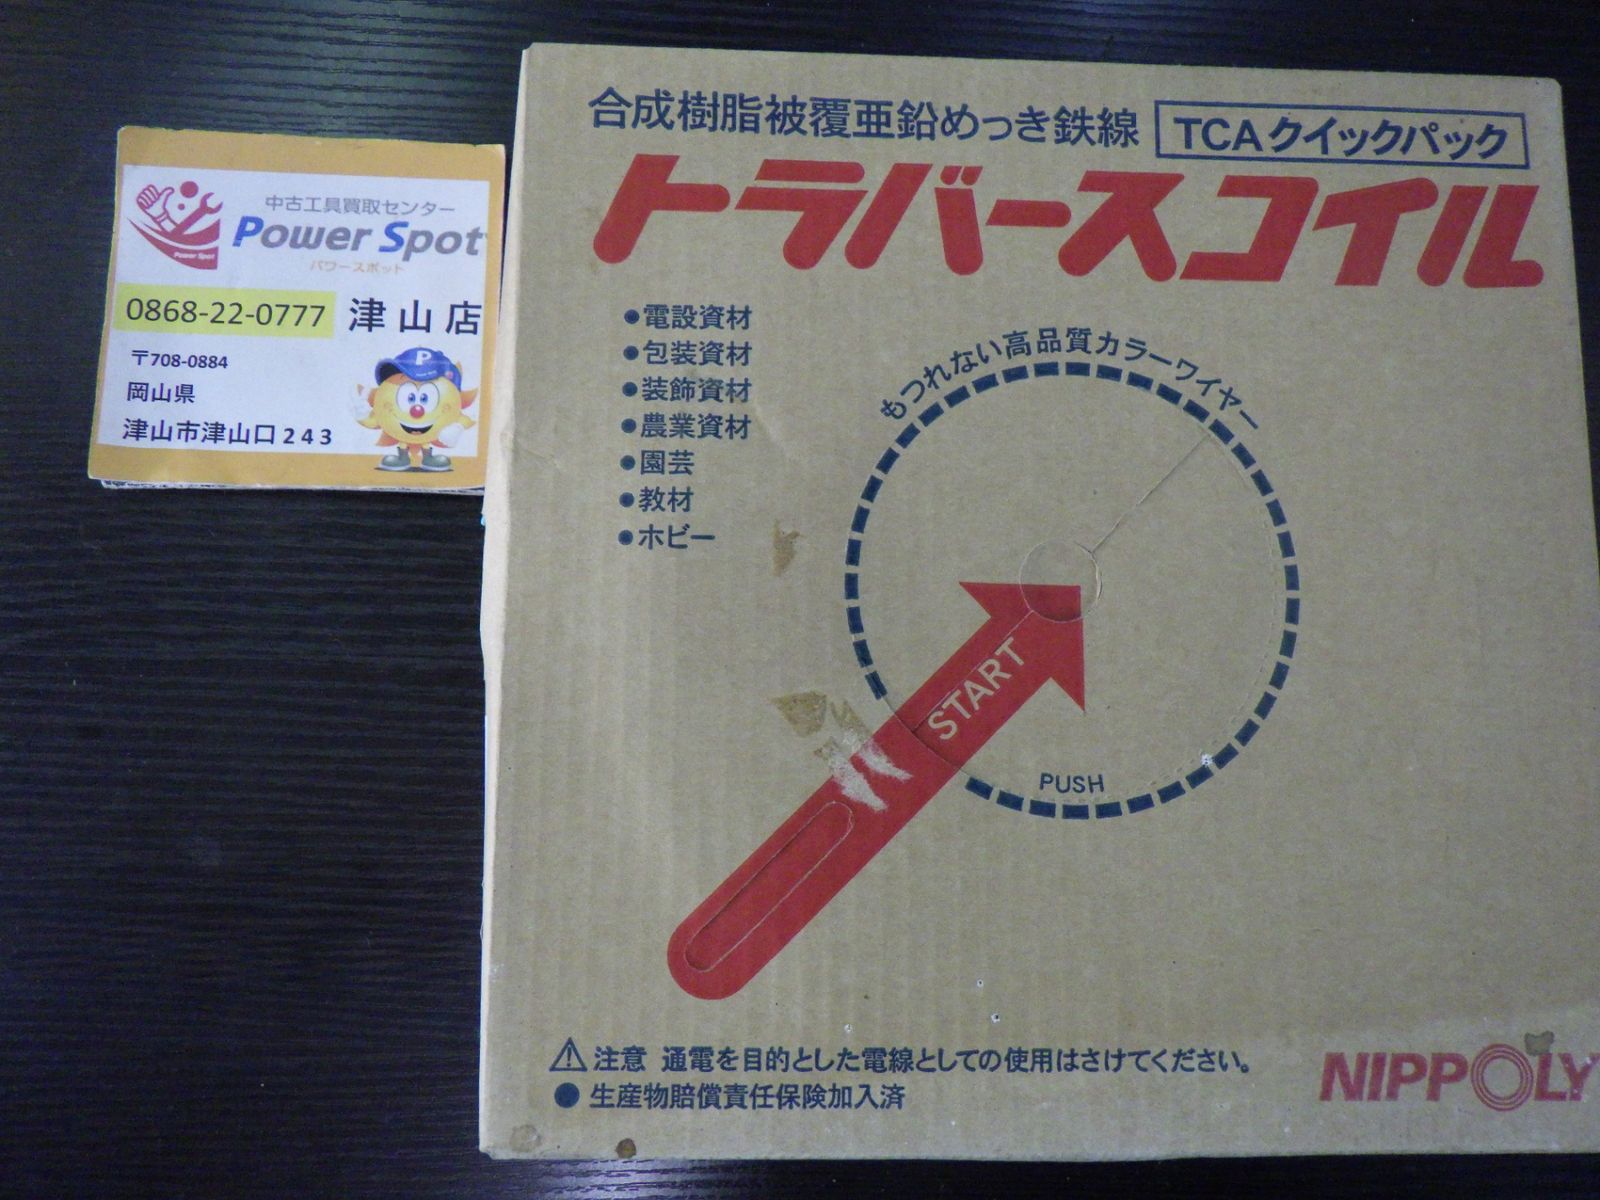 中古工具買取センター
Power Spot
パワースポット
Power Spot
0868-22-0777 津山店
〒708-0884
岡山県
津山市津山口243
P
合成樹脂被覆亜鉛めっき鉄線 TCAクイックパック
トラバースコイル
●電設資材
●包装資材
●装飾資材
●農業資材
●園芸
●教材
●ホビー
もつれない高品質カラーワイヤー
START
PUSH
⚠注意 通電を目的とした電線としての使用はさけてください。
●生産物賠償責任保険加入済
NIPPOLY